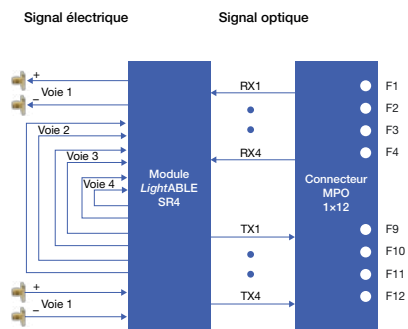 Signal électrique
Signal optique
+
Voie 1
–
Voie 2
Voie 3
Voie 4
+
Voie 1
–
Module
LightABLE
SR4
RX1
RX4
TX1
TX4
Connecteur
MPO
1×12
F1
F2
F3
F4
F9
F10
F11
F12